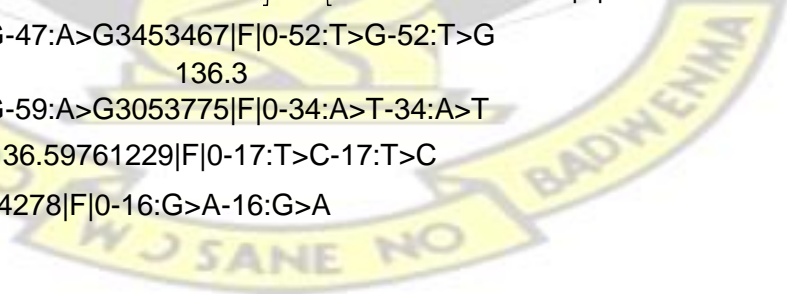 -47:A>G3453467|F|0-52:T>G-52:T>G
136.3
-59:A>G3053775|F|0-34:A>T-34:A>T
36.59761229|F|0-17:T>C-17:T>C
4278|F|0-16:G>A-16:G>A
W J SANE NO BADWENMA